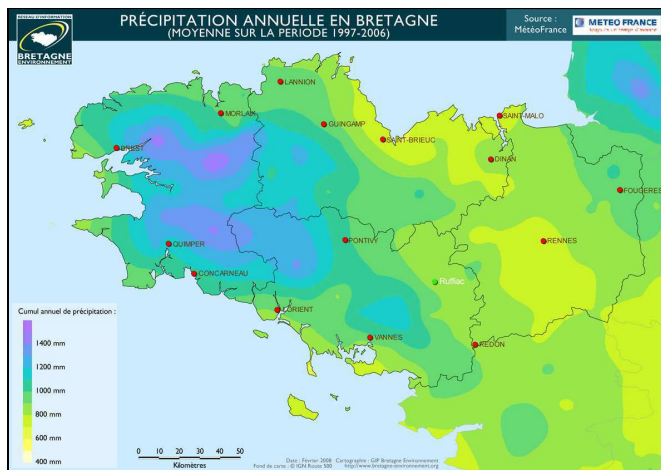 RESEAU D'INFORMATION
BRETAGNE
ENVIRONNEMENT
PRÉCIPITATION ANNUELLE EN BRETAGNE
(MOYENNE SUR LA PERIODE 1997-2006)
Source :
MétéoFrance
METEO FRANCE
LANNION
MORLAIX
GUINGAMP
SAINT-MALO
BREST
SAINT-BRIEUC
DINAN
FOUGERES
QUIMPER
PONTIVY
RENNES
CONCARNEAU
Ruffiac
LORIENT
VANNES
REDON
Cumul annuel de précipitation :
1400 mm
1200 mm
1000 mm
800 mm
600 mm
400 mm
0 10 20 30 40 50
Kilomètres
Date : Février 2008 Cartographie : GIP Bretagne Environnement
Fond de carte : © IGN Route 500 http://www.bretagne-environnement.org